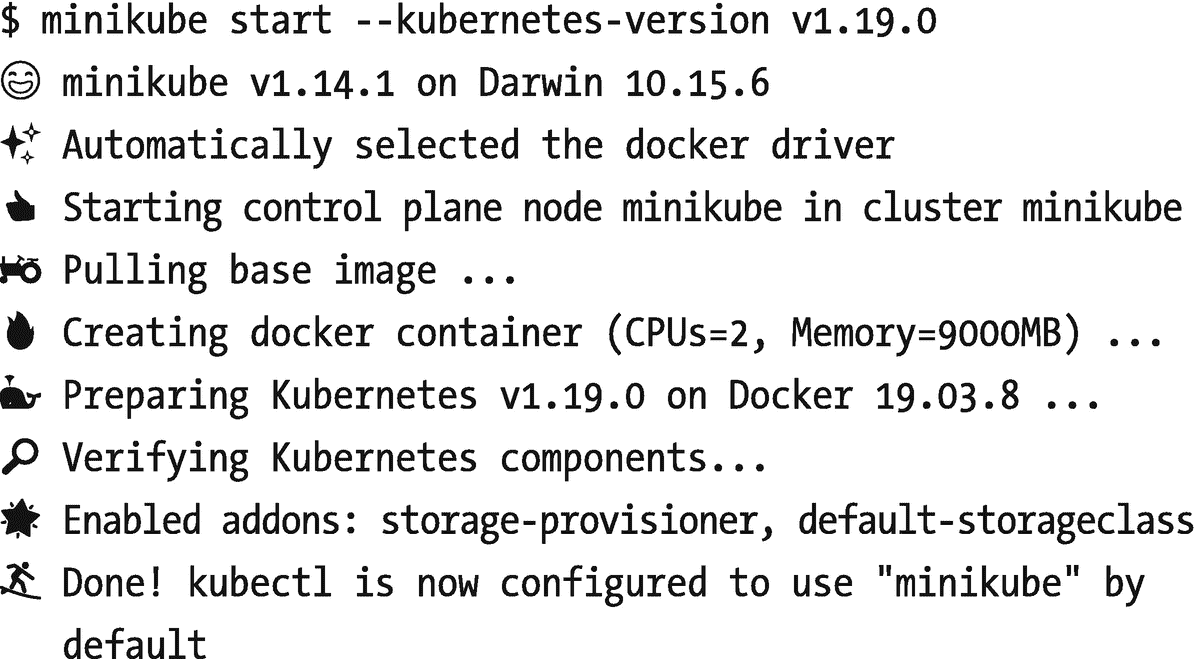 $ minikube start --kubernetes-version v1.19.0
😄 minikube v1.14.1 on Darwin 10.15.6
✨ Automatically selected the docker driver
👍 Starting control plane node minikube in cluster minikube
🚜 Pulling base image ...
🔥 Creating docker container (CPUs=2, Memory=9000MB) ...
🐳 Preparing Kubernetes v1.19.0 on Docker 19.03.8 ...
🔎 Verifying Kubernetes components...
🌟 Enabled addons: storage-provisioner, default-storageclass
🏄 Done! kubectl is now configured to use "minikube" by
default